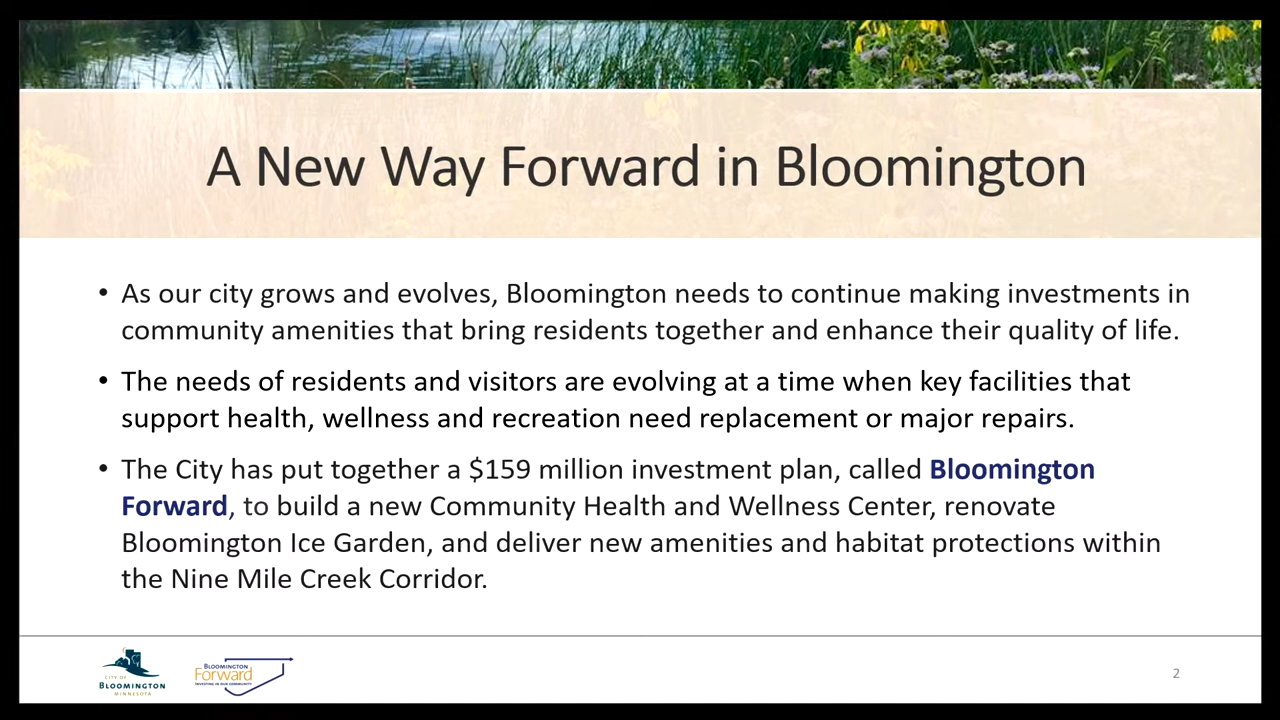 A New Way Forward in Bloomington
• As our city grows and evolves, Bloomington needs to continue making investments in
community amenities that bring residents together and enhance their quality of life.
• The needs of residents and visitors are evolving at a time when key facilities that
support health, wellness and recreation need replacement or major repairs.
• The City has put together a $159 million investment plan, called Bloomington
Forward, to build a new Community Health and Wellness Center, renovate
Bloomington Ice Garden, and deliver new amenities and habitat protections within
the Nine Mile Creek Corridor.
CITY OF
BLOOMINGTON
MINNESOTA
BLOOMINGTON
Forward
INVESTING IN OUR COMMUNITY
2